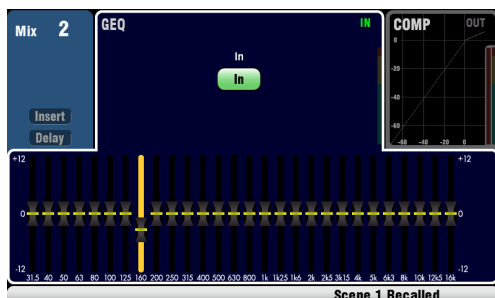 Mix 2
GEQ IN
In
In
Insert
Delay
COMP OUT
0
-20
-40
-60
-60 -40 -20 0
+12 +12
0 0
-12 -12
31.5 40 50 63 80 100 125 160 200 250 315 400 500 630 800 1k 1k25 1k6 2k 2k5 3k15 4k 5k 6k3 8k 10k 12k5 16k
Scene 1 Recalled